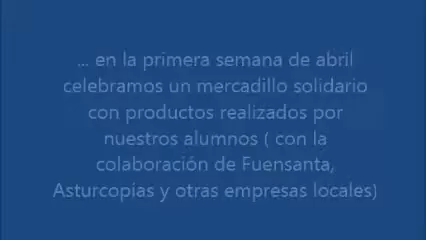 ... en la primera semana de abril
celebramos un mercadillo solidario
con productos realizados por
nuestros alumnos ( con la
colaboración de Fuensanta,
Asturcopias y otras empresas locales)